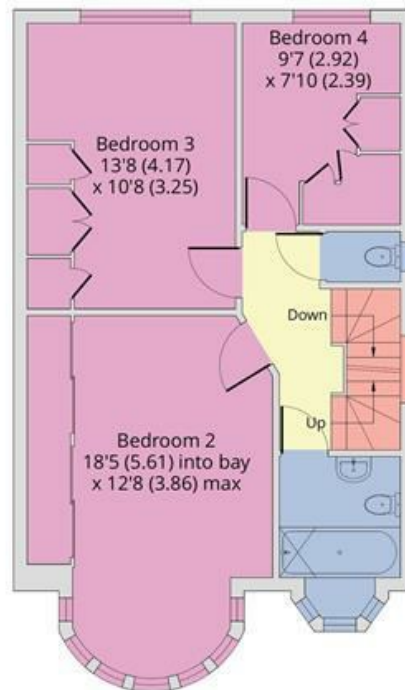 Bedroom 4
9'7 (2.92)
x 7'10 (2.39)
Bedroom 3
13'8 (4.17)
x 10'8 (3.25)
Down
Up
Bedroom 2
18'5 (5.61) into bay
x 12'8 (3.86) max